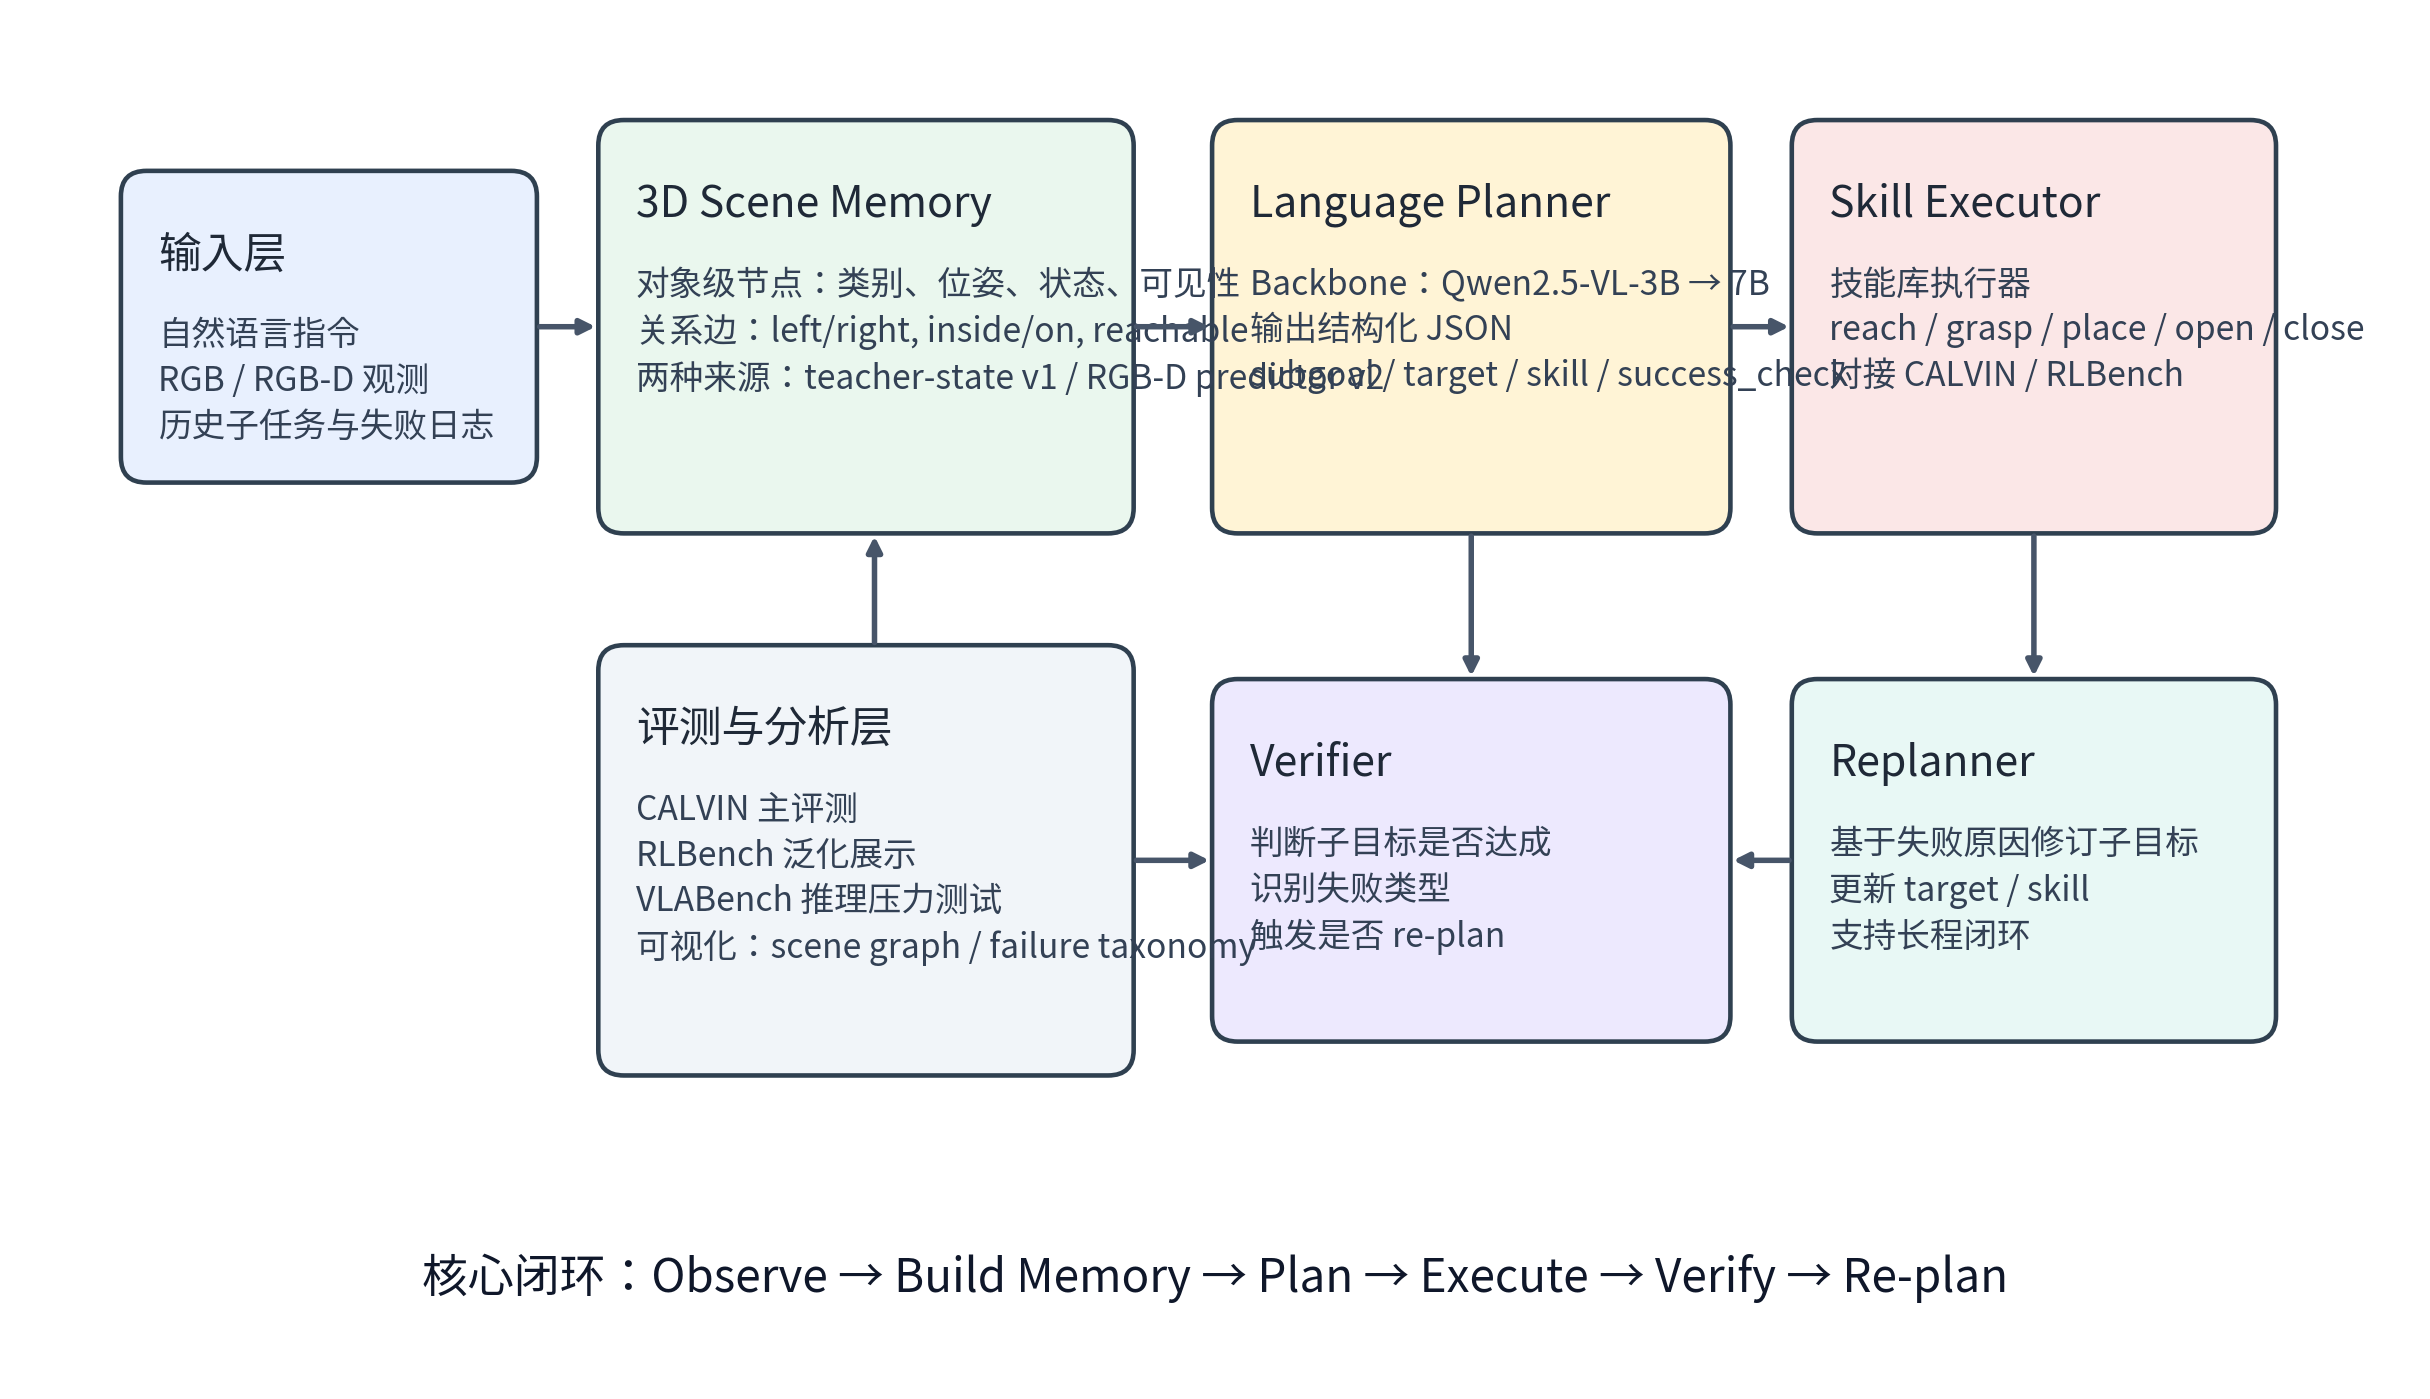 输入层
自然语言指令
RGB / RGB-D 观测
历史子任务与失败日志
3D Scene Memory
对象级节点：类别、位姿、状态、可见性
关系边：left/right, inside/on, reachable
两种来源：teacher-state v1 / RGB-D predictor v2
Language Planner
Backbone：Qwen2.5-VL-3B → 7B
输出结构化 JSON
subgoal / target / skill / success_check
Skill Executor
技能库执行器
reach / grasp / place / open / close
对接 CALVIN / RLBench
评测与分析层
CALVIN 主评测
RLBench 泛化展示
VLABench 推理压力测试
可视化：scene graph / failure taxonomy
Verifier
判断子目标是否达成
识别失败类型
触发是否 re-plan
Replanner
基于失败原因修订子目标
更新 target / skill
支持长程闭环
核心闭环：Observe → Build Memory → Plan → Execute → Verify → Re-plan